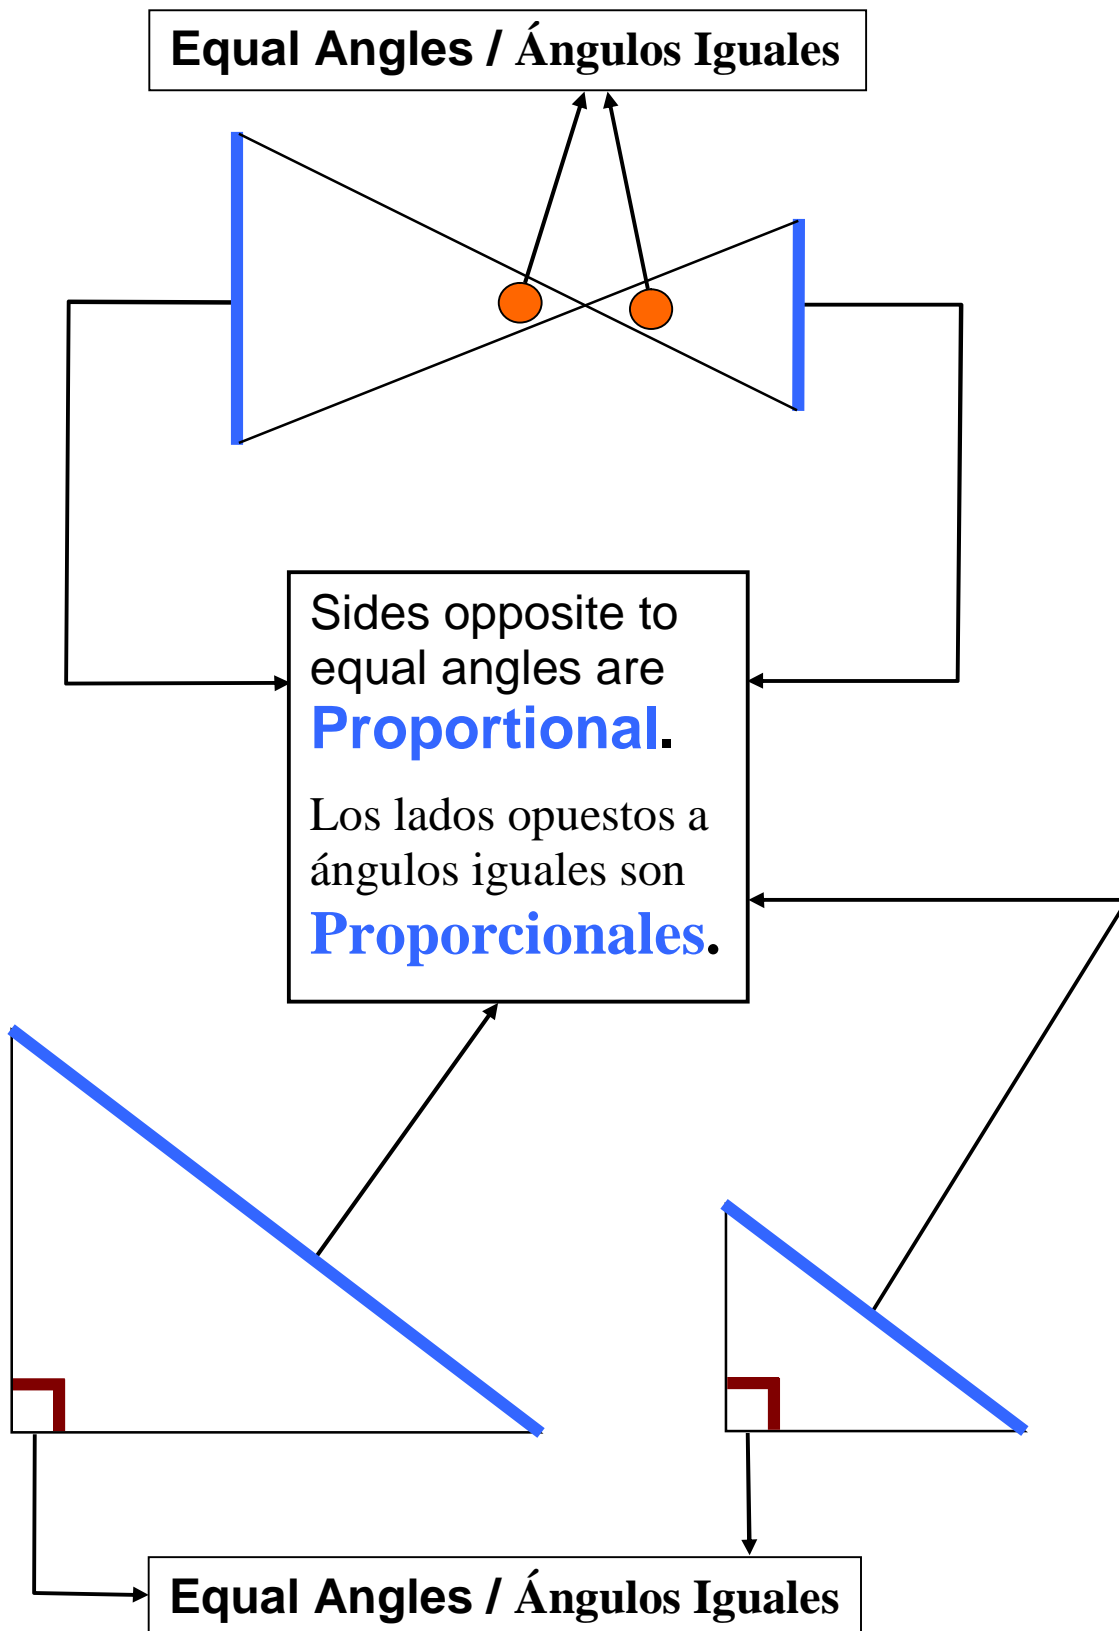 Equal Angles / Ángulos Iguales
Sides opposite to
equal angles are
Proportional.
Los lados opuestos a
ángulos iguales son
Proporcionales.
Equal Angles / Ángulos Iguales